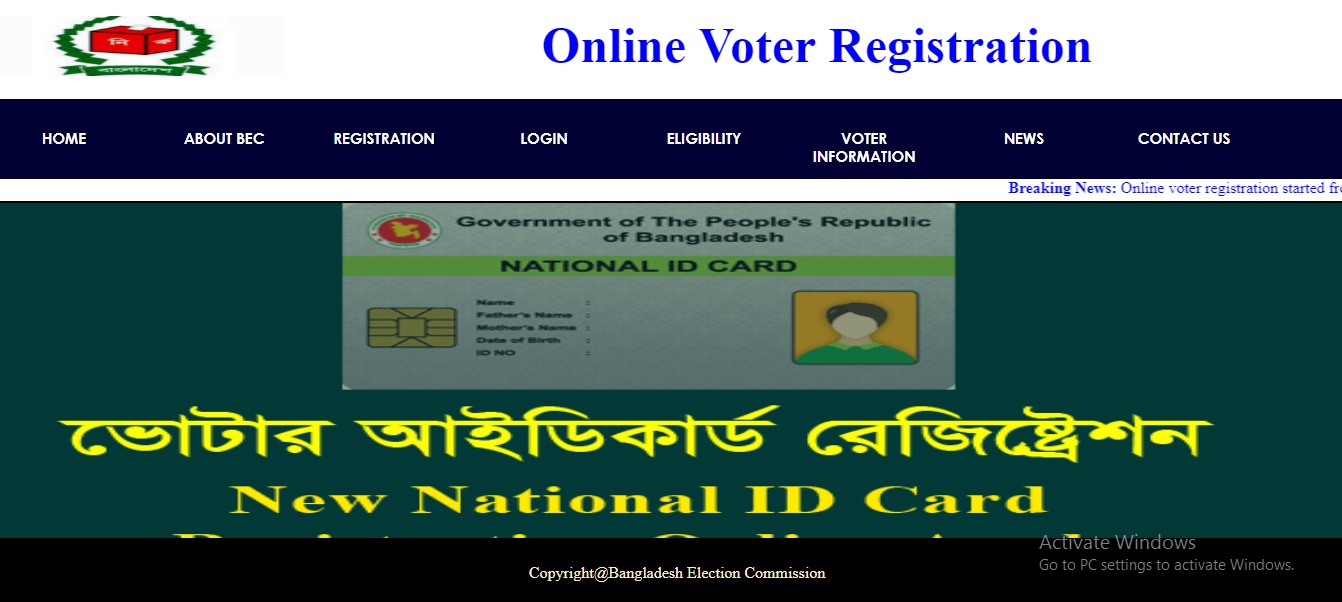 নি ক
বাংলাদেশ
Online Voter Registration
HOME
ABOUT BEC
REGISTRATION
LOGIN
ELIGIBILITY
VOTER
INFORMATION
NEWS
CONTACT US
Breaking News: Online voter registration started
Government of The People's Republic
of Bangladesh
NATIONAL ID CARD
Name :
Father's Name :
Mother's Name :
Date of Birth :
ID NO :
ভোটার আইডিকার্ড রেজিষ্ট্রেশন
New National ID Card
Activate Windows
Go to PC settings to activate Windows.
Copyright@Bangladesh Election Commission